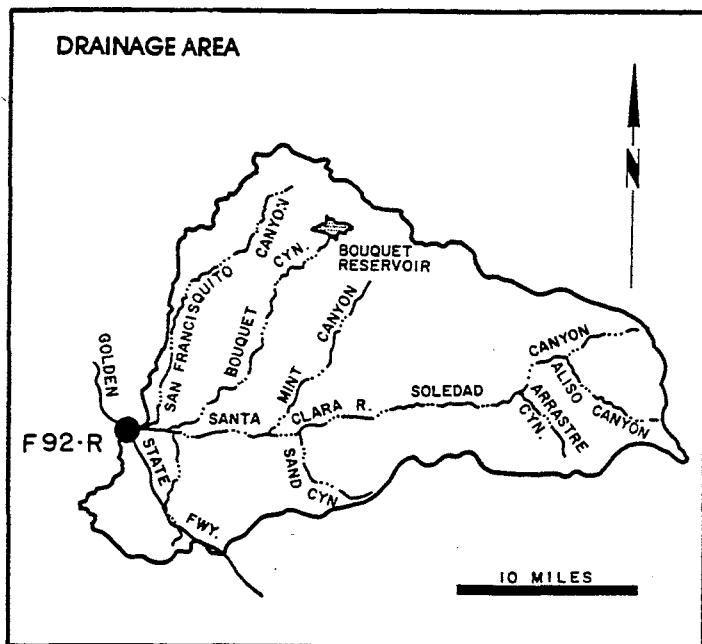 DRAINAGE AREA
N
SAN FRANCISQUITO CANYON
BOUQUET CYN.
BOUQUET
RESERVOIR
MINT CANYON
GOLDEN
STATE
FWY.
F92-R
SANTA CLARA R.
SOLEDAD CANYON
ALISO CANYON
ARRASTRE
CYN.
SAND
CYN
10 MILES